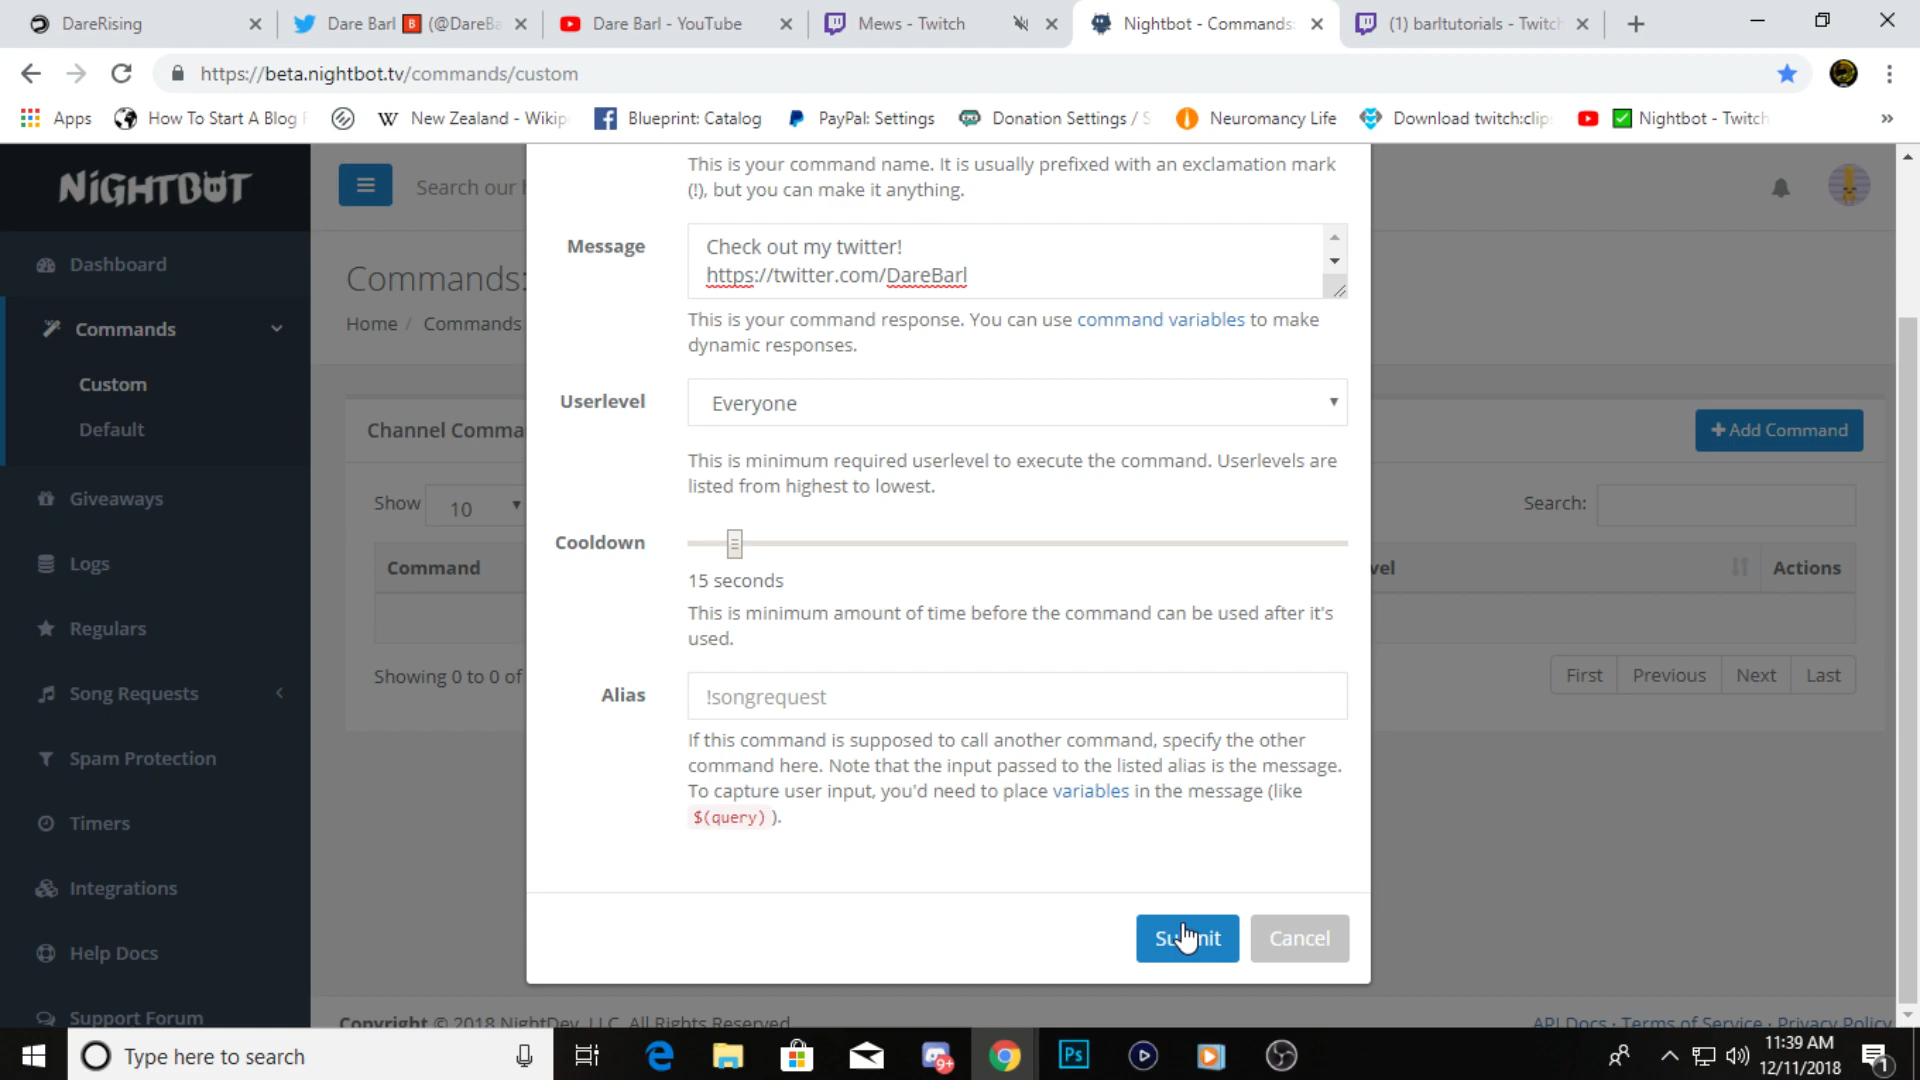 DareRising
Dare Barl B (@DareBa
Dare Barl - YouTube
Mews - Twitch
Nightbot - Commands:
(1) barltutorials - Twitch
https://beta.nightbot.tv/commands/custom
Apps
How To Start A Blog
New Zealand - Wikip
Blueprint: Catalog
PayPal: Settings
Donation Settings / S
Neuromancy Life
Download twitch:clip
Nightbot - Twitch
NIGHTBOT
Search our
This is your command name. It is usually prefixed with an exclamation mark
(!), but you can make it anything.
Dashboard
Commands
Custom
Default
Giveaways
Logs
Regulars
Song Requests
Spam Protection
Timers
Integrations
Help Docs
Support Forum
Commands:
Home / Commands
Channel Comma
Add Command
Show 10
Search:
Command
vel
Actions
Showing 0 to 0 of
First Previous Next Last
Message
Check out my twitter!
https://twitter.com/DareBarl
This is your command response. You can use command variables to make
dynamic responses.
Userlevel
Everyone
This is minimum required userlevel to execute the command. Userlevels are
listed from highest to lowest.
Cooldown
15 seconds
This is minimum amount of time before the command can be used after it's
used.
Alias
!songrequest
If this command is supposed to call another command, specify the other
command here. Note that the input passed to the listed alias is the message.
To capture user input, you'd need to place variables in the message (like
$(query) ).
Submit
Cancel
Copyright © 2018 NightDev, LLC. All Rights Reserved
API Docs · Terms of Service · Privacy Policy
Type here to search
9+
Ps
11:39 AM
12/11/2018
1